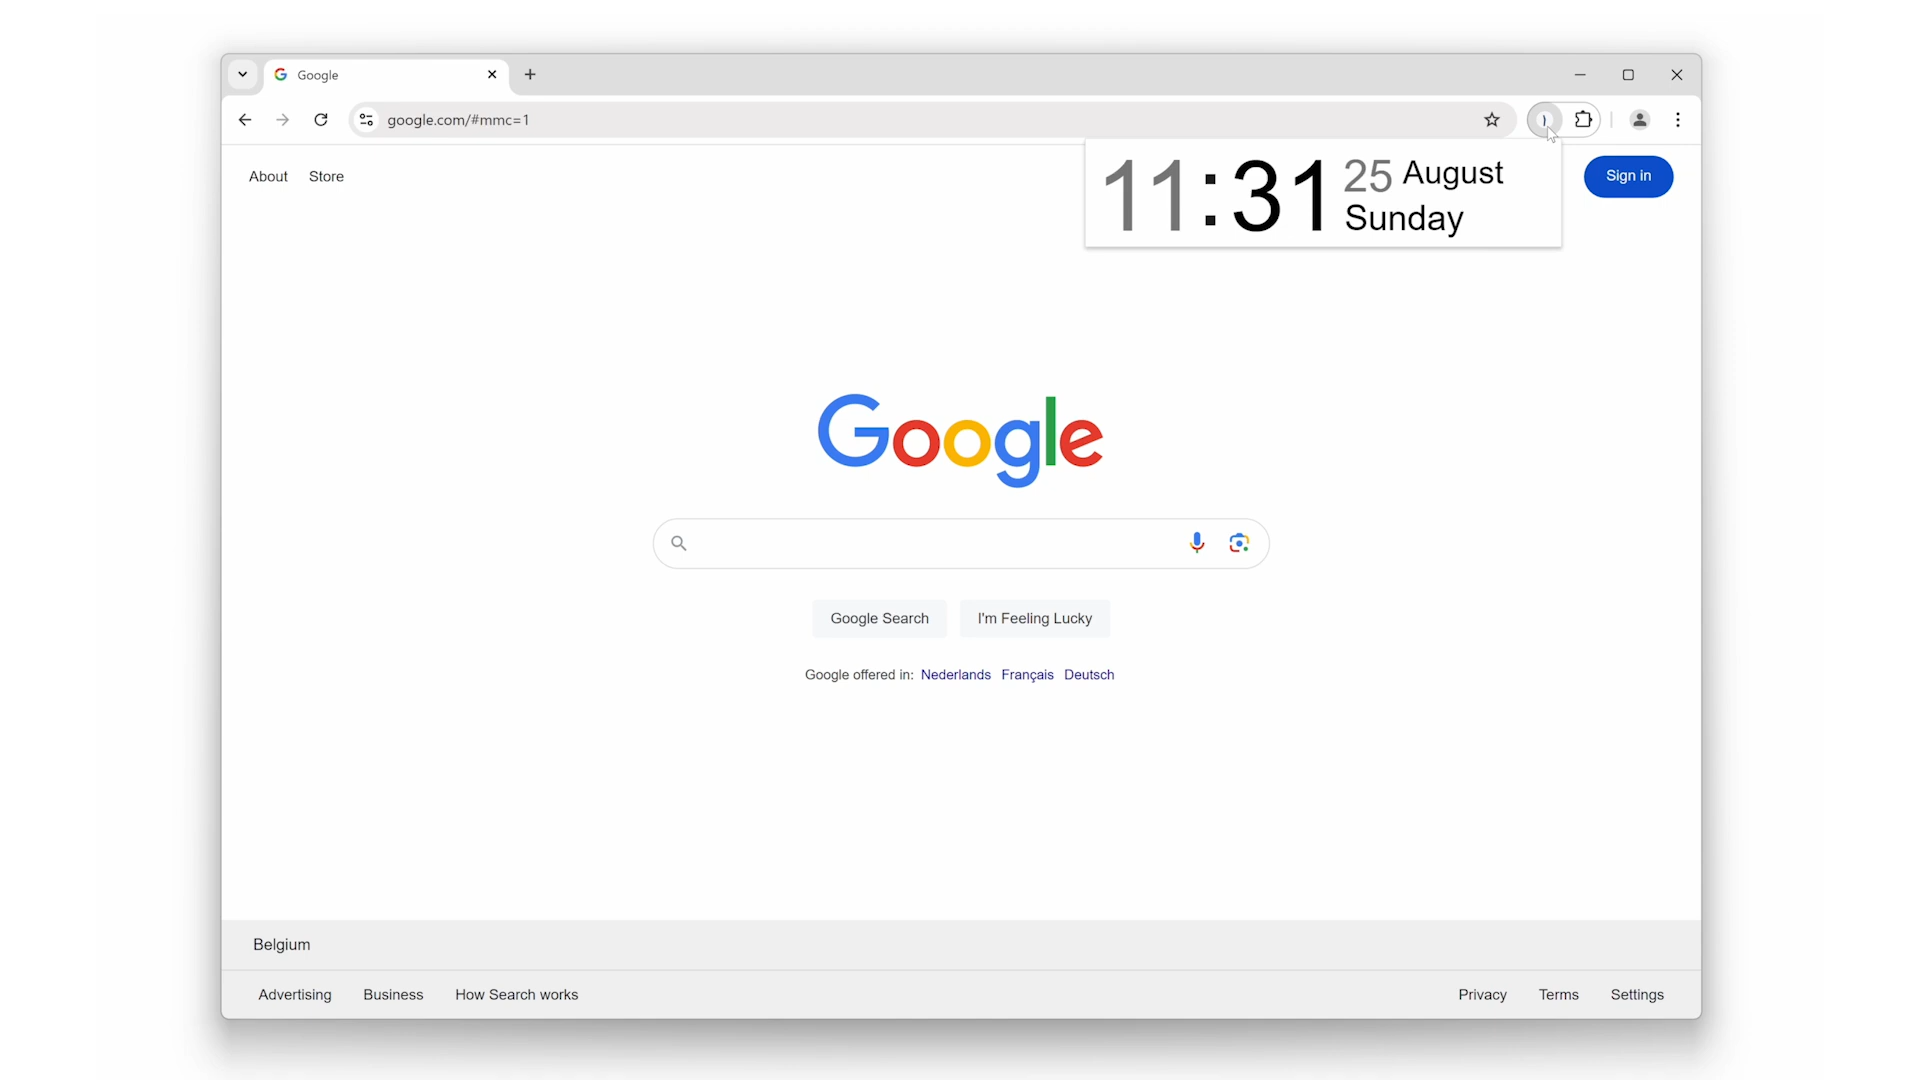 Google
google.com/#mmc=1
About Store
11:31 25 August
Sunday
Sign in
Google
Google Search I'm Feeling Lucky
Google offered in: Nederlands Français Deutsch
Belgium
Advertising Business How Search works Privacy Terms Settings